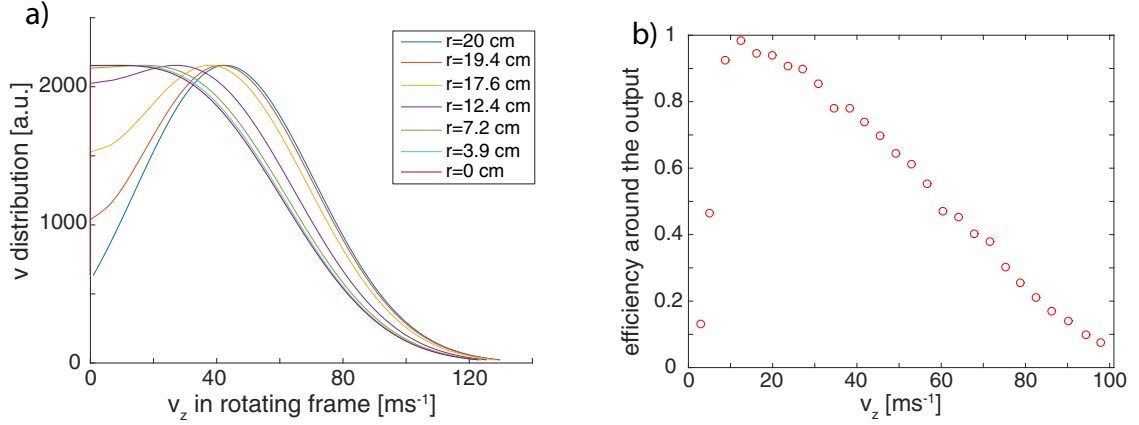 a)
v distribution [a.u.]
2000
1000
0
0 40 80 120
v_z in rotating frame [ms⁻¹]
r=20 cm
r=19.4 cm
r=17.6 cm
r=12.4 cm
r=7.2 cm
r=3.9 cm
r=0 cm
b)
efficiency around the output
1
0.8
0.6
0.4
0.2
0
0 20 40 60 80 100
v_z [ms⁻¹]